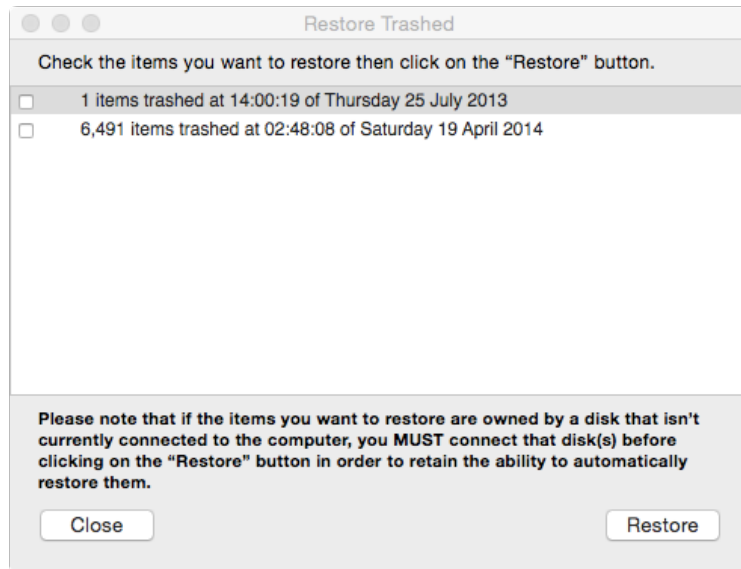 Restore Trashed
Check the items you want to restore then click on the “Restore” button.
1 items trashed at 14:00:19 of Thursday 25 July 2013
6,491 items trashed at 02:48:08 of Saturday 19 April 2014
Please note that if the items you want to restore are owned by a disk that isn’t
currently connected to the computer, you MUST connect that disk(s) before
clicking on the “Restore” button in order to retain the ability to automatically
restore them.
Close
Restore